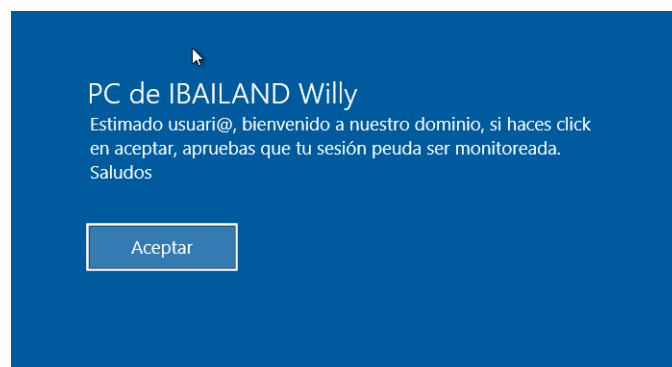 PC de IBAILAND Willy
Estimado usuari@, bienvenido a nuestro dominio, si haces click
en aceptar, apruebas que tu sesión peuda ser monitoreada.
Saludos
Aceptar